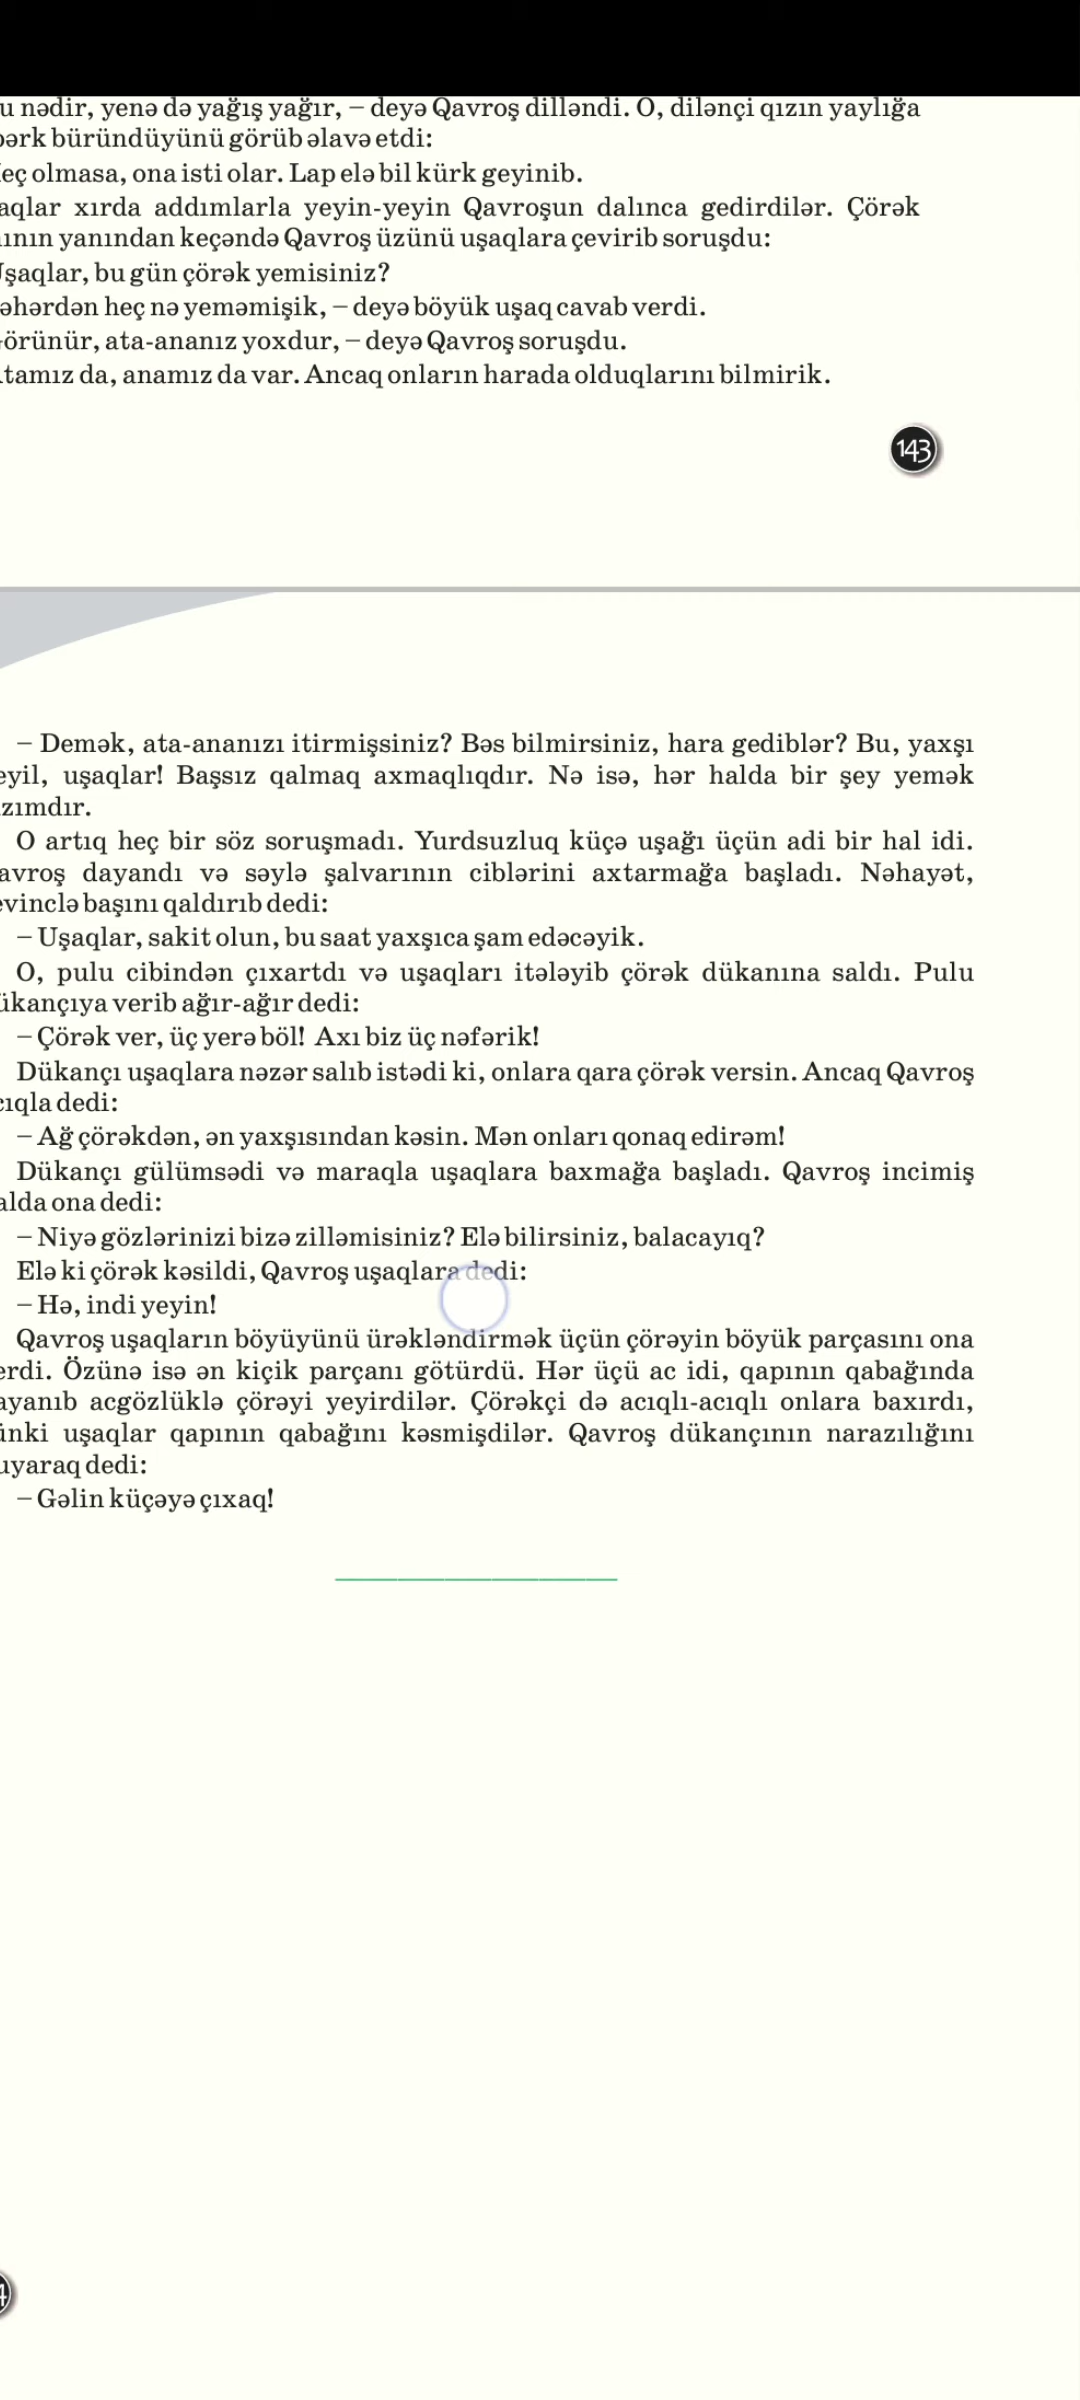 u nədir, yenə də yağış yağır, – deyə Qavroş dilləndi. O, dilənçi qızın yaylığa
bərk büründüyünü görüb əlavə etdi:
eç olmasa, ona isti olar. Lap elə bil kürk geyinib.
aqlar xırda addımlarla yeyin-yeyin Qavroşun dalınca gedirdilər. Çörək
ının yanından keçəndə Qavroş üzünü uşaqlara çevirib soruşdu:
Uşaqlar, bu gün çörək yemisiniz?
əhərdən heç nə yeməmişik, – deyə böyük uşaq cavab verdi.
örünür, ata-ananız yoxdur, – deyə Qavroş soruşdu.
tamız da, anamız da var. Ancaq onların harada olduqlarını bilmirik.
143
– Demək, ata-ananızı itirmişsiniz? Bəs bilmirsiniz, hara gediblər? Bu, yaxşı
eyil, uşaqlar! Başsız qalmaq axmaqlıqdır. Nə isə, hər halda bir şey yemək
zımdır.
O artıq heç bir söz soruşmadı. Yurdsuzluq küçə uşağı üçün adi bir hal idi.
avroş dayandı və səylə şalvarının ciblərini axtarmağa başladı. Nəhayət,
evinclə başını qaldırıb dedi:
– Uşaqlar, sakit olun, bu saat yaxşıca şam edəcəyik.
O, pulu cibindən çıxartdı və uşaqları itələyib çörək dükanına saldı. Pulu
ükançıya verib ağır-ağır dedi:
– Çörək ver, üç yerə böl! Axı biz üç nəfərik!
Dükançı uşaqlara nəzər salıb istədi ki, onlara qara çörək versin. Ancaq Qavroş
cıqla dedi:
– Ağ çörəkdən, ən yaxşısından kəsin. Mən onları qonaq edirəm!
Dükançı gülümsədi və maraqla uşaqlara baxmağa başladı. Qavroş incimiş
alda ona dedi:
– Niyə gözlərinizi bizə zilləmisiniz? Elə bilirsiniz, balacayıq?
Elə ki çörək kəsildi, Qavroş uşaqlara dedi:
– Hə, indi yeyin!
Qavroş uşaqların böyüyünü ürəkləndirmək üçün çörəyin böyük parçasını ona
erdi. Özünə isə ən kiçik parçanı götürdü. Hər üçü ac idi, qapının qabağında
ayanıb acgözlüklə çörəyi yeyirdilər. Çörəkçi də acıqlı-acıqlı onlara baxırdı,
ünki uşaqlar qapının qabağını kəsmişdilər. Qavroş dükançının narazılığını
uyaraq dedi:
– Gəlin küçəyə çıxaq!
4